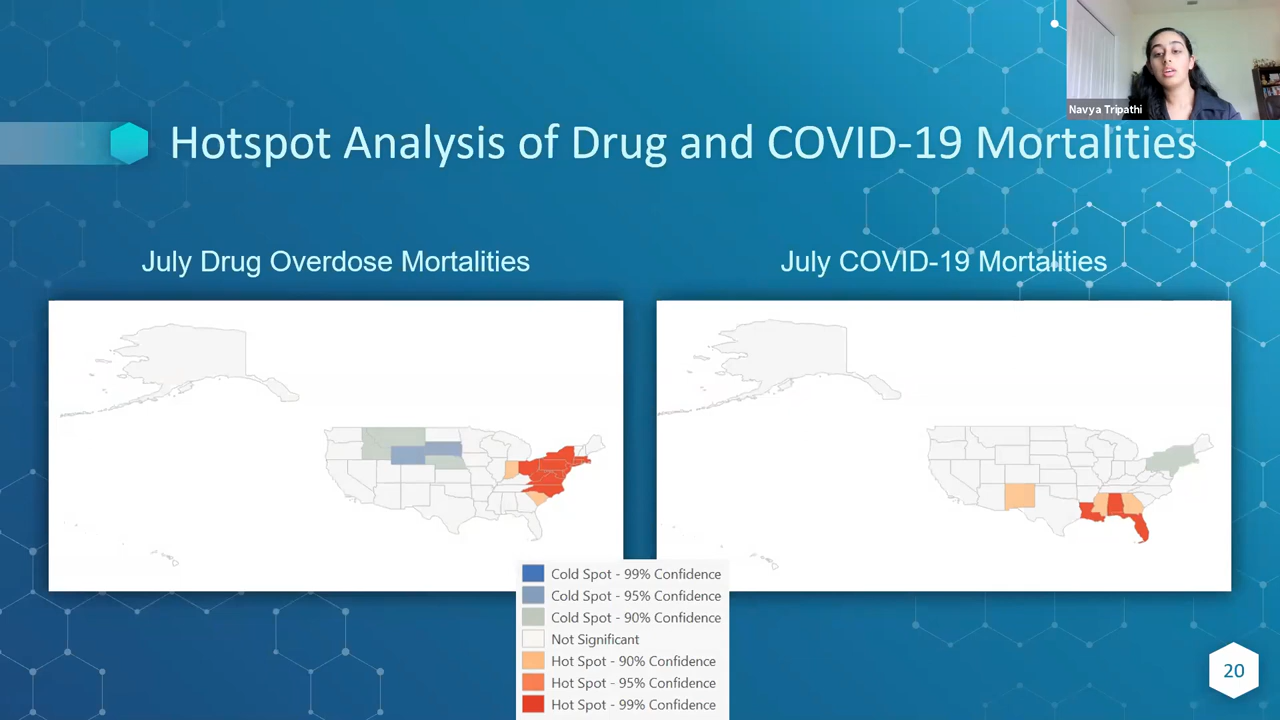 Navya Tripathi
Hotspot Analysis of Drug and COVID-19 Mortalities
July Drug Overdose Mortalities
July COVID-19 Mortalities
Cold Spot - 99% Confidence
Cold Spot - 95% Confidence
Cold Spot - 90% Confidence
Not Significant
Hot Spot - 90% Confidence
Hot Spot - 95% Confidence
Hot Spot - 99% Confidence
20